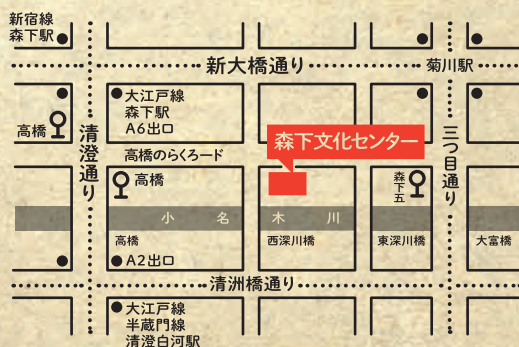 新宿線
森下駅
新大橋通り
菊川駅
大江戸線
森下駅
A6出口
高橋
清澄通り
高橋のらくロード
森下文化センター
三つ目通り
高橋
森下五
小名木川
高橋
西深川橋
東深川橋
大富橋
A2出口
清洲橋通り
大江戸線
半蔵門線
清澄白河駅